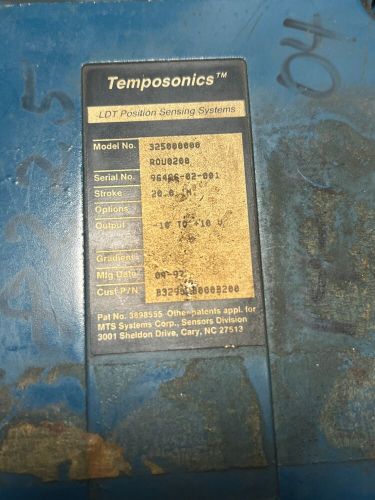 Temposonics™
LDT Position Sensing Systems
Model No. 325000000
ROU0200
Serial No. 96406-02-001
Stroke 20.0 IN.
Options
Output -10 TO +10 V
Gradient
Mfg Date 04-97
Cust P/N
Pat No. 3898555 Other patents appl. for
MTS Systems Corp., Sensors Division
3001 Sheldon Drive, Cary, NC 27513
04